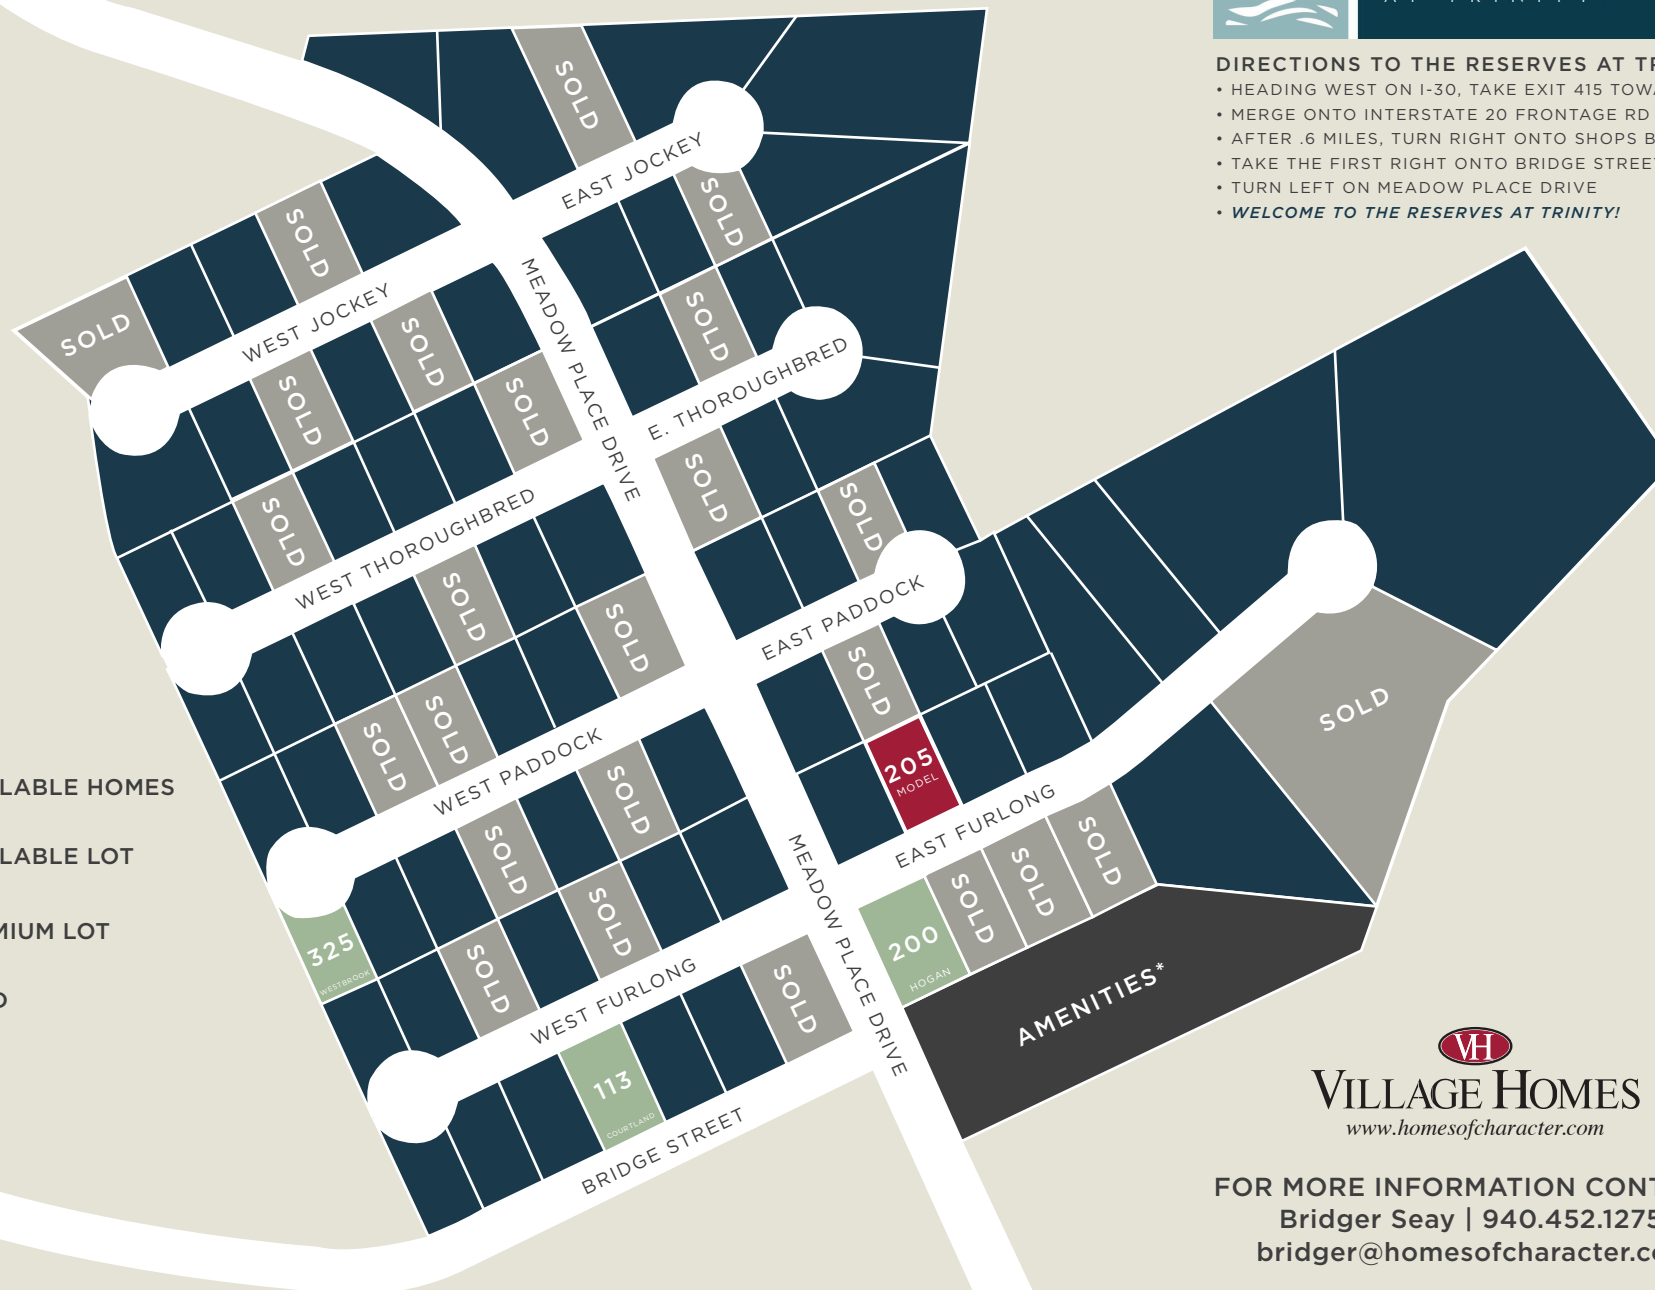 DIRECTIONS TO THE RESERVES AT TR
• HEADING WEST ON I-30, TAKE EXIT 415 TOWA
• MERGE ONTO INTERSTATE 20 FRONTAGE RD
• AFTER .6 MILES, TURN RIGHT ONTO SHOPS B
• TAKE THE FIRST RIGHT ONTO BRIDGE STREET
• TURN LEFT ON MEADOW PLACE DRIVE
• WELCOME TO THE RESERVES AT TRINITY!
SOLD
EAST JOCKEY
SOLD
SOLD
SOLD
WEST JOCKEY
SOLD
SOLD
SOLD
SOLD
MEADOW PLACE DRIVE
SOLD
E. THOROUGHBRED
SOLD
SOLD
WEST THOROUGHBRED
SOLD
SOLD
SOLD
EAST PADDOCK
SOLD
SOLD
SOLD
SOLD
WEST PADDOCK
205
MODEL
SOLD
SOLD
EAST FURLONG
SOLD
SOLD
SOLD
SOLD
SOLD
MEADOW PLACE DRIVE
325
WESTBROOK
200
HOGAN
WEST FURLONG
SOLD
AMENITIES*
113
COURTLAND
BRIDGE STREET
LABLE HOMES
LABLE LOT
MIUM LOT
D
VH
VILLAGE HOMES
www.homesofcharacter.com
FOR MORE INFORMATION CONT
Bridger Seay | 940.452.1275
bridger@homesofcharacter.co